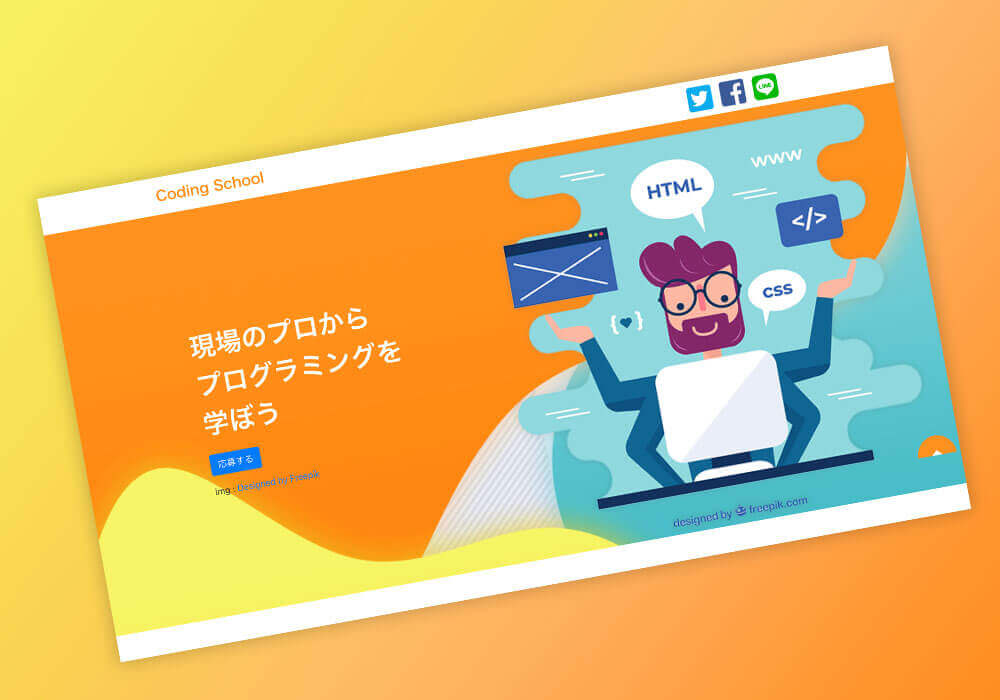 Coding School
LINE
現場のプロから
プログラミングを
学ぼう
応募する
img : Designed by Freepik
HTML
WWW
</>
CSS
{ }
designed by freepik.com